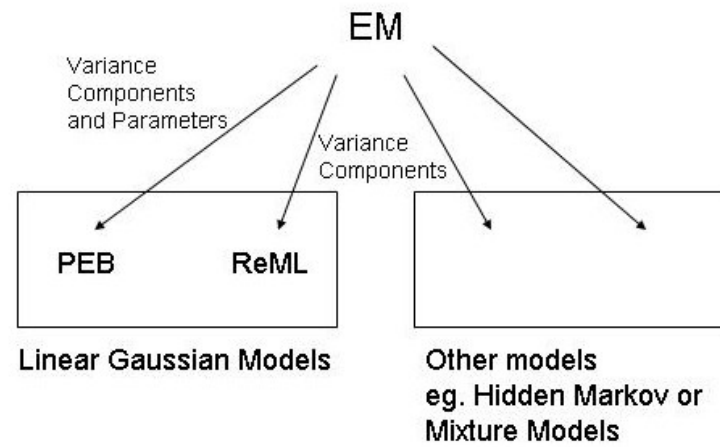 EM
Variance
Components
and Parameters
Variance
Components
PEB
ReML
Linear Gaussian Models
Other models
eg. Hidden Markov or
Mixture Models